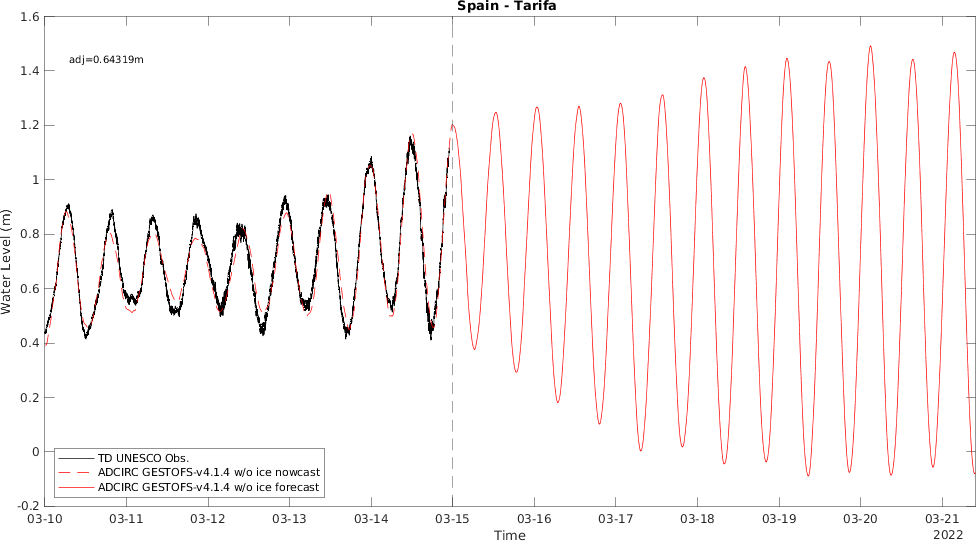 Spain - Tarifa
adj=0.64319m
1.6
1.4
1.2
1
0.8
0.6
0.4
0.2
0
-0.2
Water Level (m)
TD UNESCO Obs.
ADCIRC GESTOFS-v4.1.4 w/o ice nowcast
ADCIRC GESTOFS-v4.1.4 w/o ice forecast
03-10 03-11 03-12 03-13 03-14 03-15 03-16 03-17 03-18 03-19 03-20 03-21
Time
2022